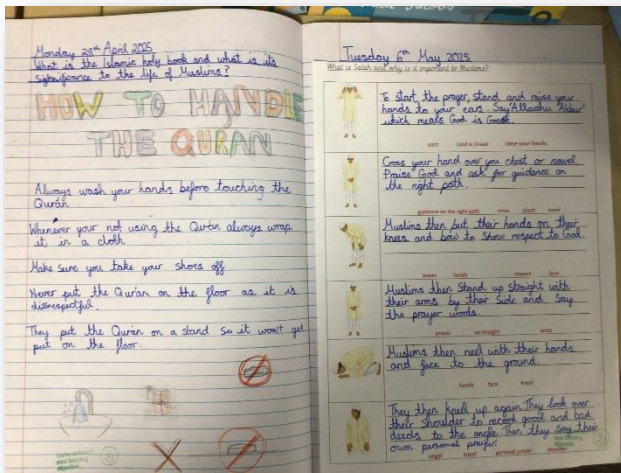 Monday 28th April 2025
What is the Islamic holy book and what is it's
significance to the life of Muslims?
HOW TO HANDLE
THE QURAN
Always wash your hands before touching the
Qurán
Whenever your not using the Qurán always wrap
it in a cloth
Make sure you take your shoes off
Never put the Qurán on the floor as it is
disrespectful.
They put the Qurán on a stand so it won't get
put on the floor.
Tuesday 6th May 2025
What is Salah and why is it important to Muslims?
To start the prayer, stand and raise your
hands to your ears. Say 'Allaahu Akbar'
which means God is Great.
ears God is Great raise your hands
Cross your hand over you chest or navel.
Praise God and ask for guidance on
the right path.
guidance on the right path cross chest navel
Muslims then put their hands on their
knees and bow to show respect to God.
knees hands respect bow
Muslims then stand up straight with
their arms by their side and say
the prayer words.
prayer up straight arms
Muslims then neel with their hands
and face to the ground.
hands face kneel
They then kneel up again. They look over
their shoulder to record good and bad
deeds to the angle. Then they say their
own personal prayer.
angel kneel personal prayer shoulder